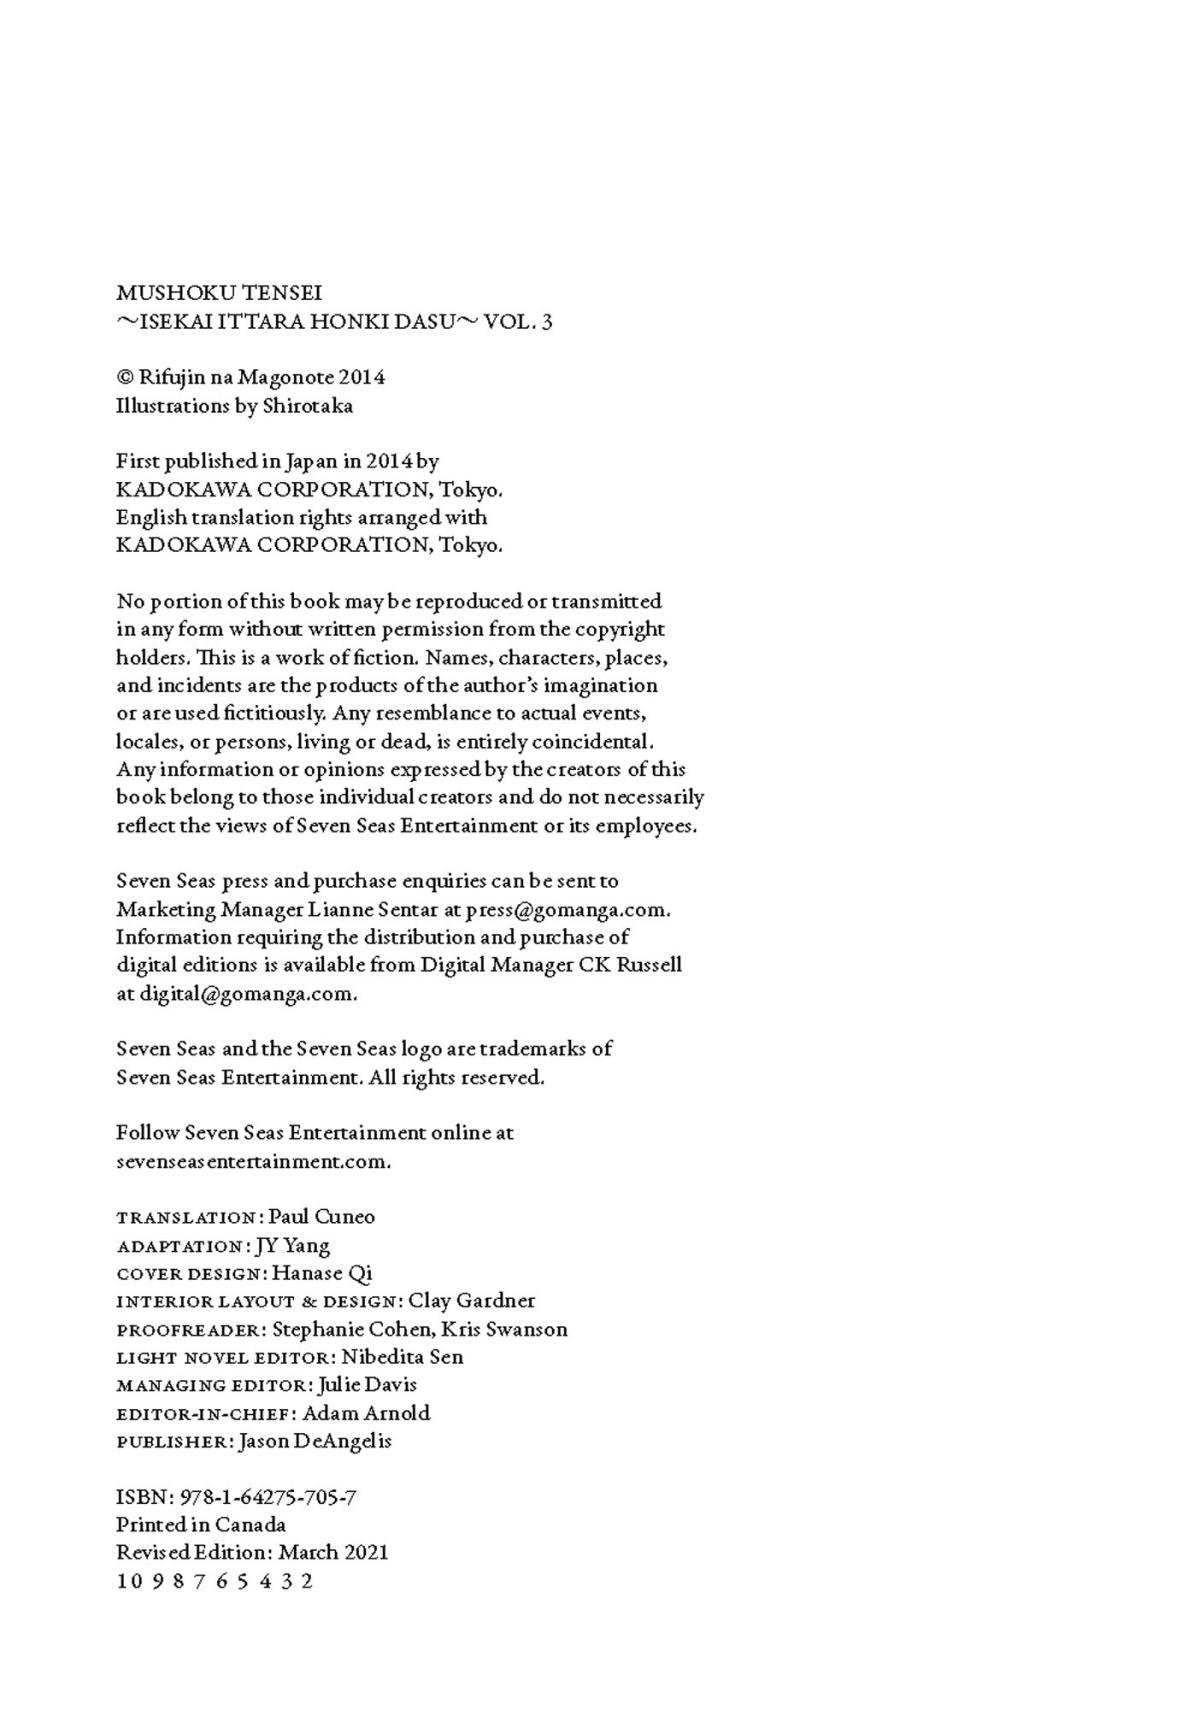 MUSHOKU TENSEI
～ISEKAI ITTARA HONKI DASU～ VOL. 3
© Rifujin na Magonote 2014
Illustrations by Shirotaka
First published in Japan in 2014 by
KADOKAWA CORPORATION, Tokyo.
English translation rights arranged with
KADOKAWA CORPORATION, Tokyo.
No portion of this book may be reproduced or transmitted
in any form without written permission from the copyright
holders. This is a work of fiction. Names, characters, places,
and incidents are the products of the author’s imagination
or are used fictitiously. Any resemblance to actual events,
locales, or persons, living or dead, is entirely coincidental.
Any information or opinions expressed by the creators of this
book belong to those individual creators and do not necessarily
reflect the views of Seven Seas Entertainment or its employees.
Seven Seas press and purchase enquiries can be sent to
Marketing Manager Lianne Sentar at press@gomanga.com.
Information requiring the distribution and purchase of
digital editions is available from Digital Manager CK Russell
at digital@gomanga.com.
Seven Seas and the Seven Seas logo are trademarks of
Seven Seas Entertainment. All rights reserved.
Follow Seven Seas Entertainment online at
sevenseasentertainment.com.
TRANSLATION: Paul Cuneo
ADAPTATION: JY Yang
COVER DESIGN: Hanase Qi
INTERIOR LAYOUT & DESIGN: Clay Gardner
PROOFREADER: Stephanie Cohen, Kris Swanson
LIGHT NOVEL EDITOR: Nibedita Sen
MANAGING EDITOR: Julie Davis
EDITOR-IN-CHIEF: Adam Arnold
PUBLISHER: Jason DeAngelis
ISBN: 978-1-64275-705-7
Printed in Canada
Revised Edition: March 2021
10 9 8 7 6 5 4 3 2